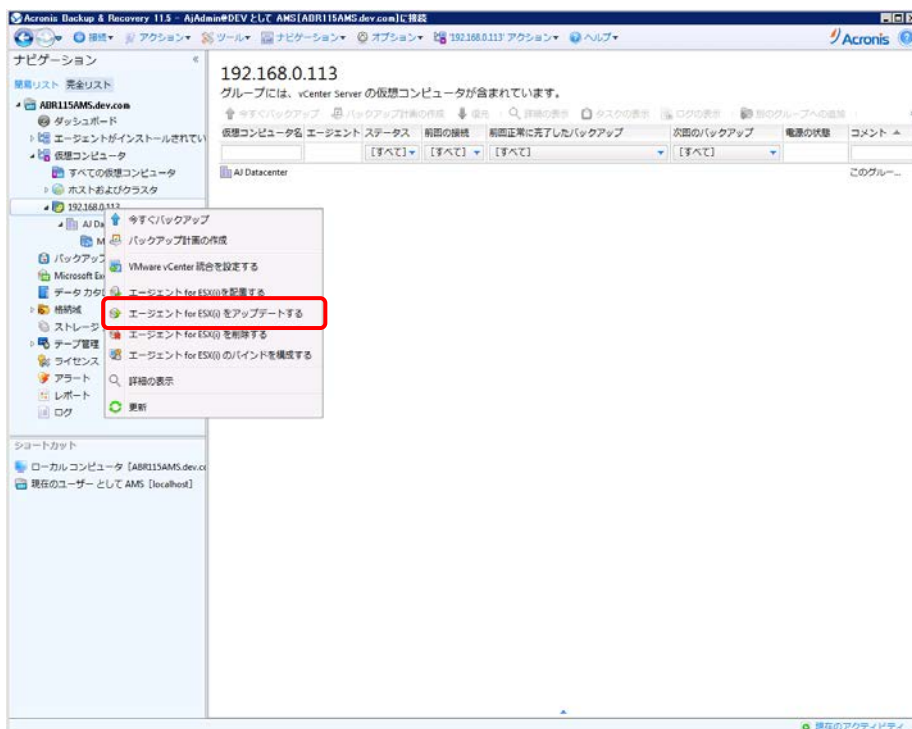 Acronis Backup & Recovery 11.5 - AjAdmin@DEV として AMS[ABR115AMS.dev.com]に接続
接続 アクション ツール ナビゲーション オプション '192.168.0.113' アクション ヘルプ Acronis
ナビゲーション
簡易リスト 完全リスト
ABR115AMS.dev.com
ダッシュボード
エージェントがインストールされてい
仮想コンピュータ
すべての仮想コンピュータ
ホストおよびクラスタ
192.168.0.113
AJ Da
M
バックアップ
Microsoft Ex
データ カタ
格納域
ストレージ
テープ管理
ライセンス
アラート
レポート
ログ
ショートカット
ローカル コンピュータ [ABR115AMS.dev.co
現在のユーザー として AMS [localhost]
192.168.0.113
グループには、vCenter Server の仮想コンピュータが含まれています。
今すぐバックアップ バックアップ計画の作成 復元 詳細の表示 タスクの表示 ログの表示 別のグループへの追加
仮想コンピュータ名 エージェント ステータス 前回の接続 前回正常に完了したバックアップ 次回のバックアップ 電源の状態 コメント
[すべて] [すべて] [すべて] [すべて]
AJ Datacenter このグルー...
今すぐバックアップ
バックアップ計画の作成
VMware vCenter 統合を設定する
エージェント for ESX(i)を配置する
エージェント for ESX(i) をアップデートする
エージェント for ESX(i) を削除する
エージェント for ESX(i) のバインドを構成する
詳細の表示
更新
現在のアクティビティ